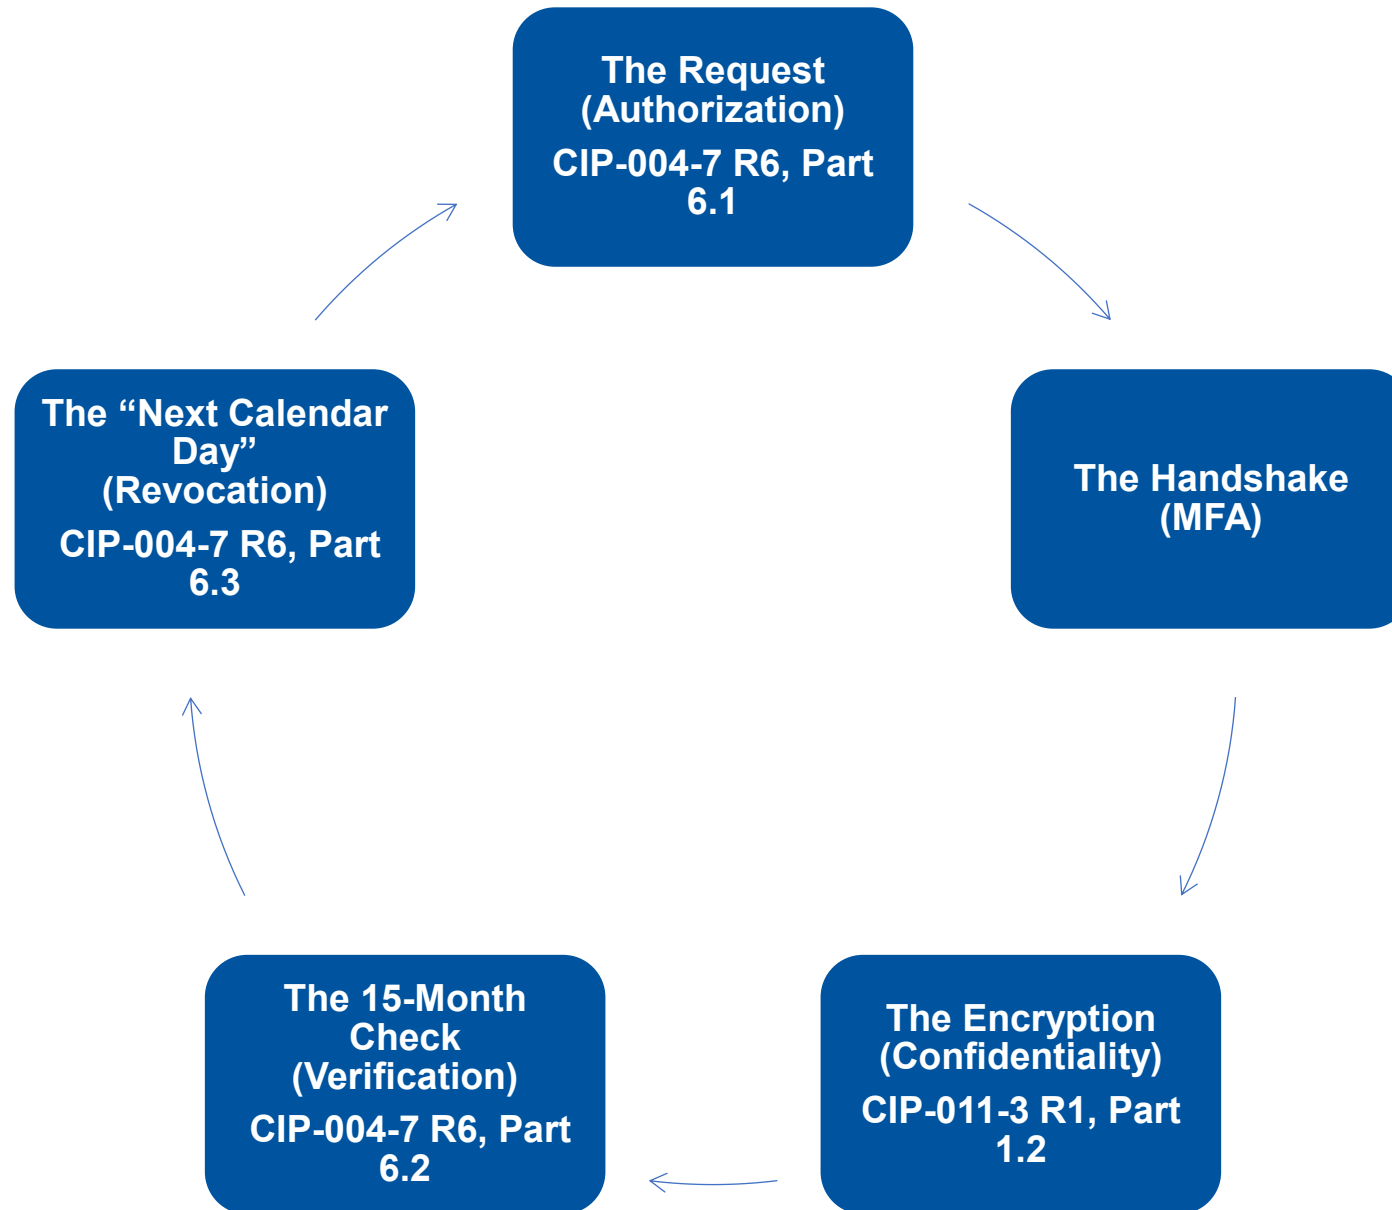 The Request
(Authorization)
CIP-004-7 R6, Part
6.1
The Handshake
(MFA)
The Encryption
(Confidentiality)
CIP-011-3 R1, Part
1.2
The 15-Month
Check
(Verification)
CIP-004-7 R6, Part
6.2
The “Next Calendar
Day”
(Revocation)
CIP-004-7 R6, Part
6.3